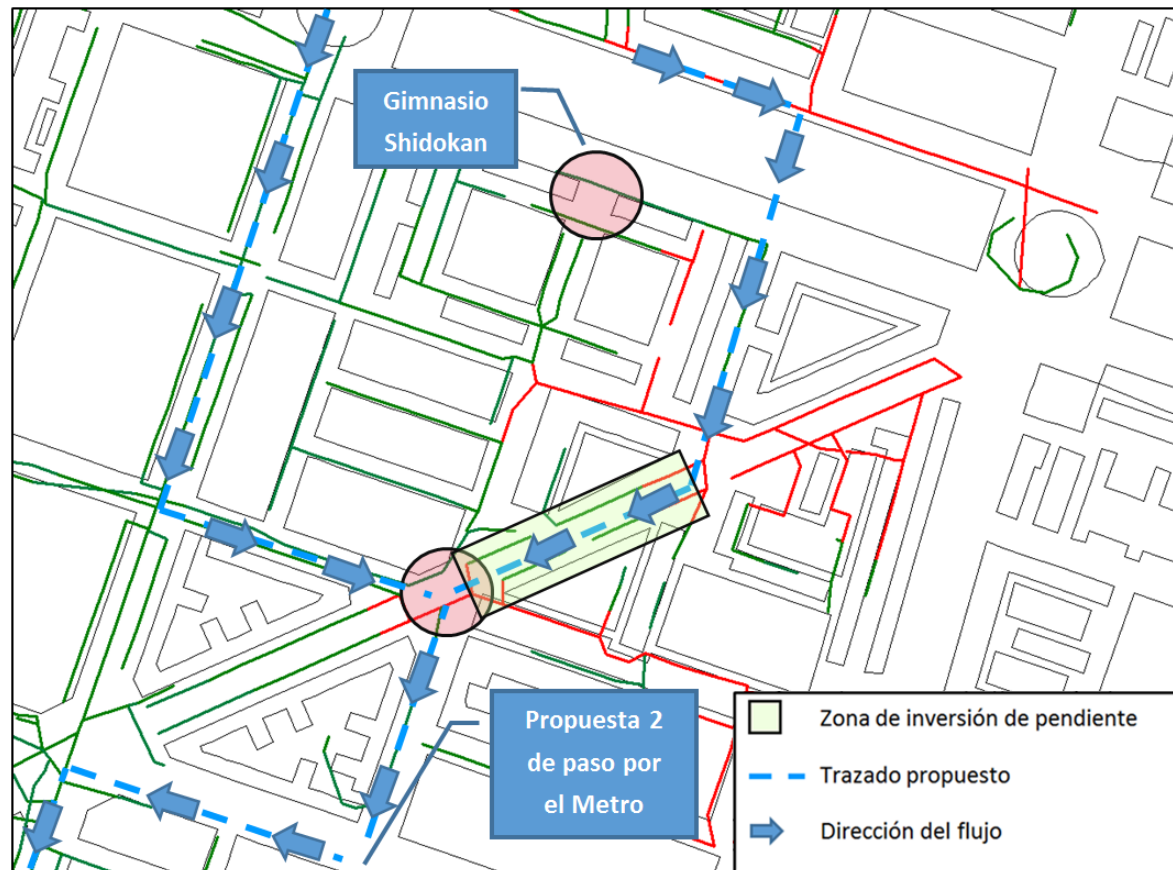 Gimnasio
Shidokan
Propuesta 2
de paso por
el Metro
Zona de inversión de pendiente
Trazado propuesto
Dirección del flujo